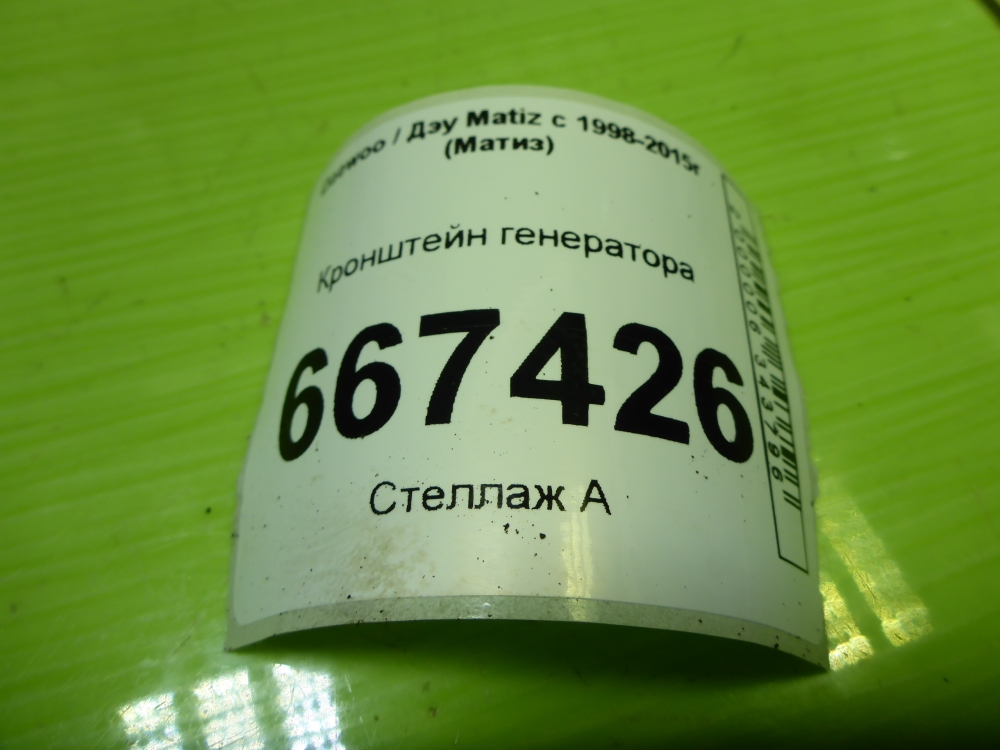 Daewoo / Дэу Matiz с 1998-2015г
(Матиз)
Кронштейн генератора
667426
Стеллаж А